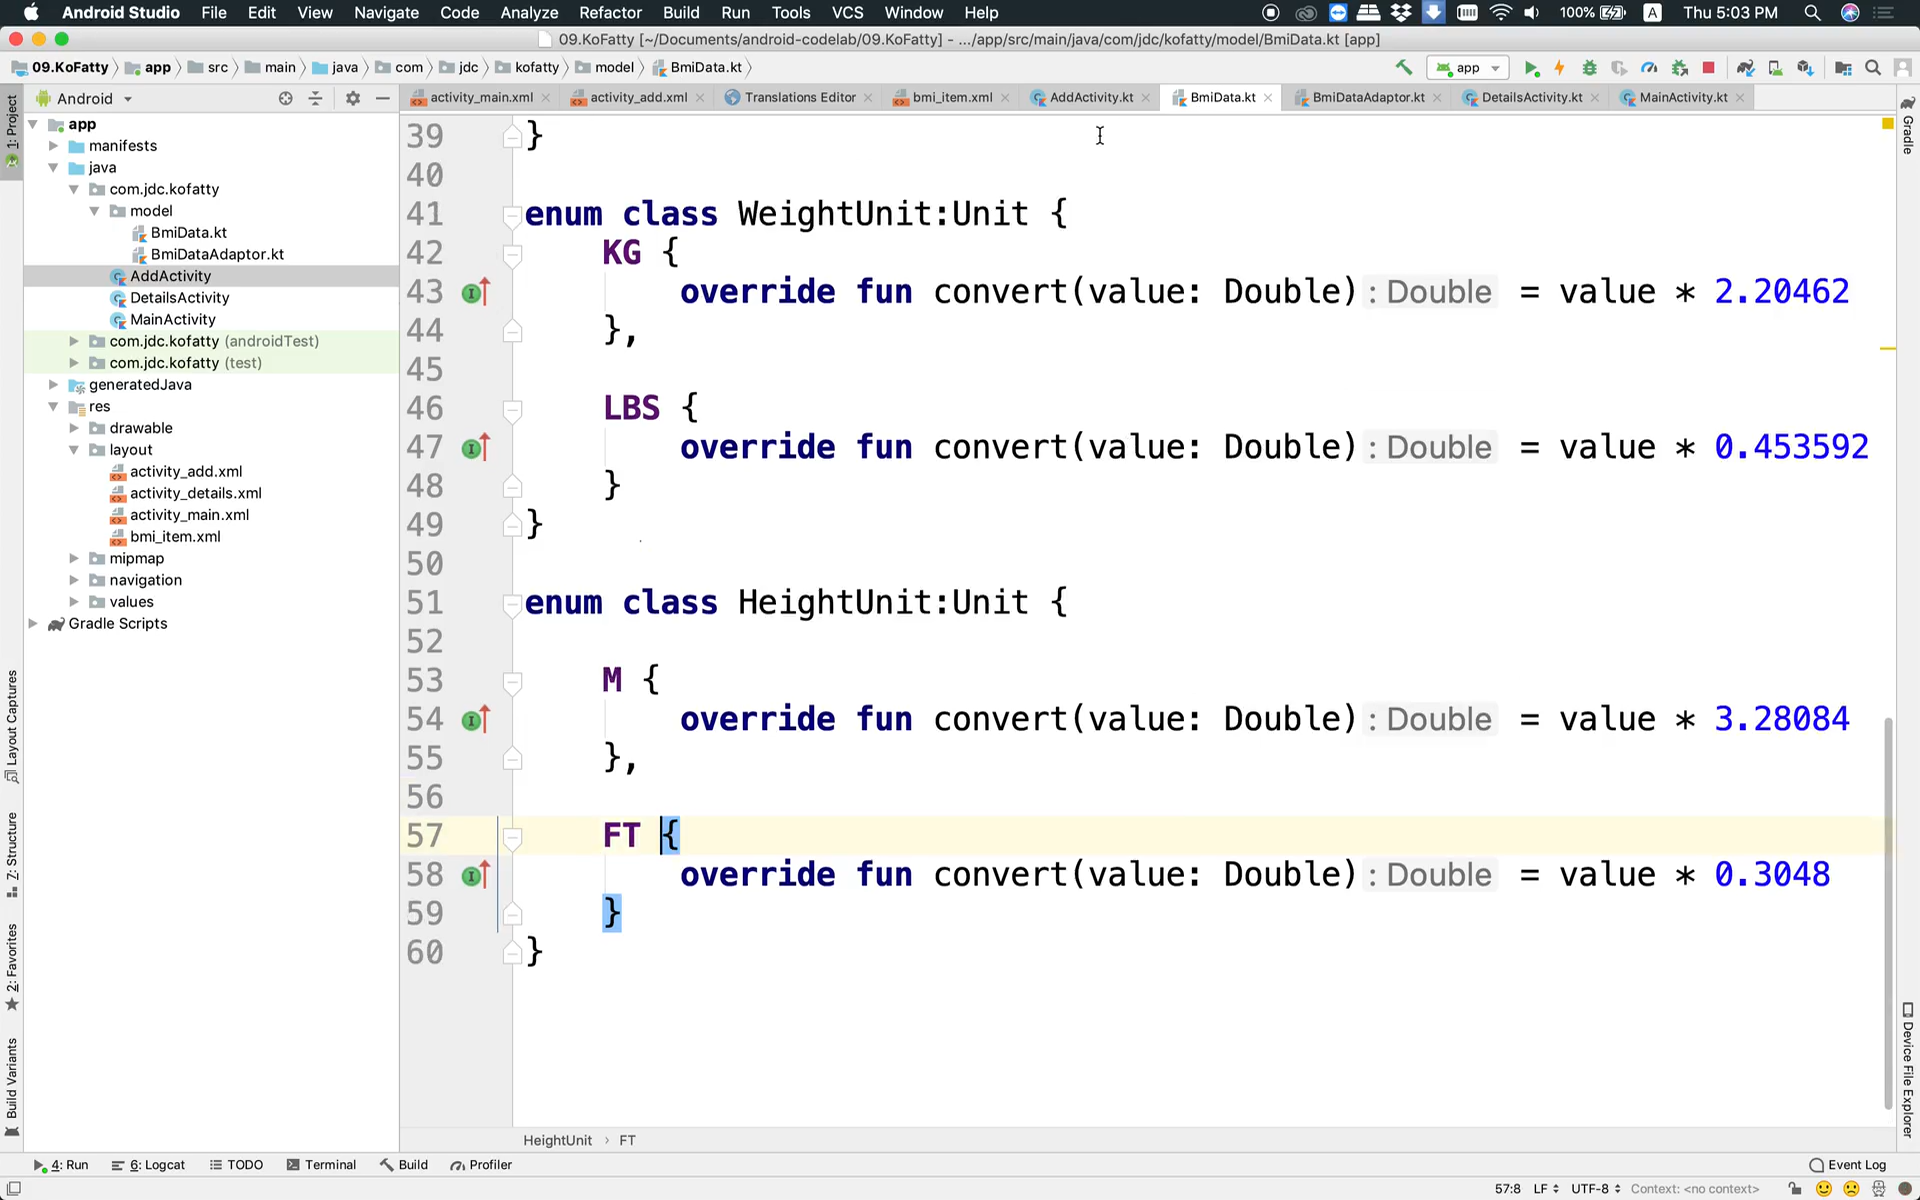 Android Studio File Edit View Navigate Code Analyze Refactor Build Run Tools VCS Window Help 100% A Thu 5:03 PM
09.KoFatty [~/Documents/android-codelab/09.KoFatty] - .../app/src/main/java/com/jdc/kofatty/model/BmiData.kt [app]
09.KoFatty app src main java com jdc kofatty model BmiData.kt app
Android
activity_main.xml activity_add.xml Translations Editor bmi_item.xml AddActivity.kt BmiData.kt BmiDataAdaptor.kt DetailsActivity.kt MainActivity.kt
1: Project
Layout Captures
Z: Structure
2: Favorites
Build Variants
app
manifests
java
com.jdc.kofatty
model
BmiData.kt
BmiDataAdaptor.kt
AddActivity
DetailsActivity
MainActivity
com.jdc.kofatty (androidTest)
com.jdc.kofatty (test)
generatedJava
res
drawable
layout
activity_add.xml
activity_details.xml
activity_main.xml
bmi_item.xml
mipmap
navigation
values
Gradle Scripts
39 }
40
41 enum class WeightUnit:Unit {
42 KG {
43 override fun convert(value: Double) : Double = value * 2.20462
44 },
45
46 LBS {
47 override fun convert(value: Double) : Double = value * 0.453592
48 }
49 }
50
51 enum class HeightUnit:Unit {
52
53 M {
54 override fun convert(value: Double) : Double = value * 3.28084
55 },
56
57 FT {
58 override fun convert(value: Double) : Double = value * 0.3048
59 }
60 }
HeightUnit › FT
Gradle
Device File Explorer
4: Run 6: Logcat TODO Terminal Build Profiler Event Log
57:8 LF UTF-8 Context: <no context>